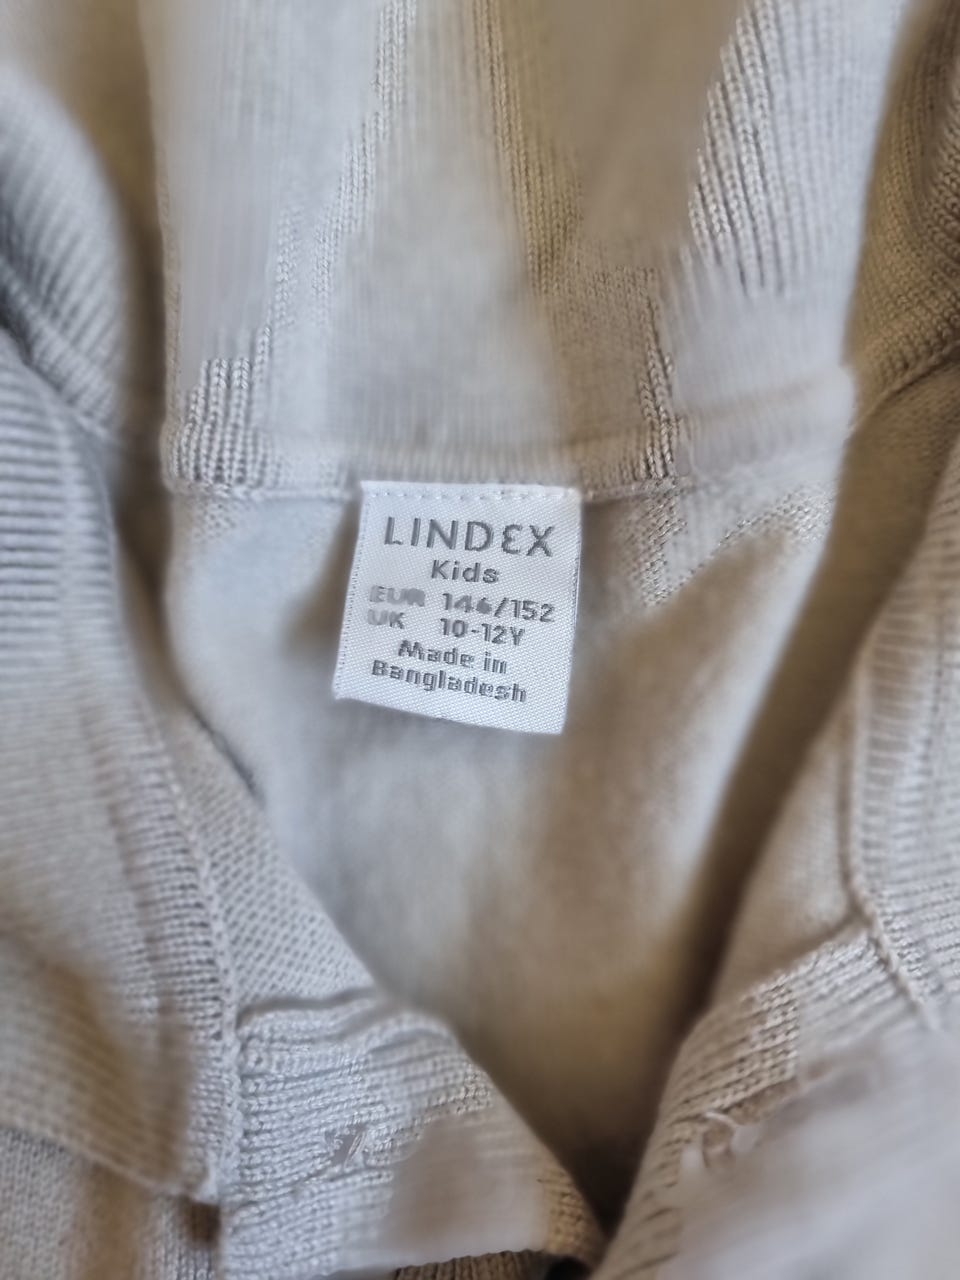 LINDEX
Kids
EUR 146/152
UK 10-12Y
Made in
Bangladesh